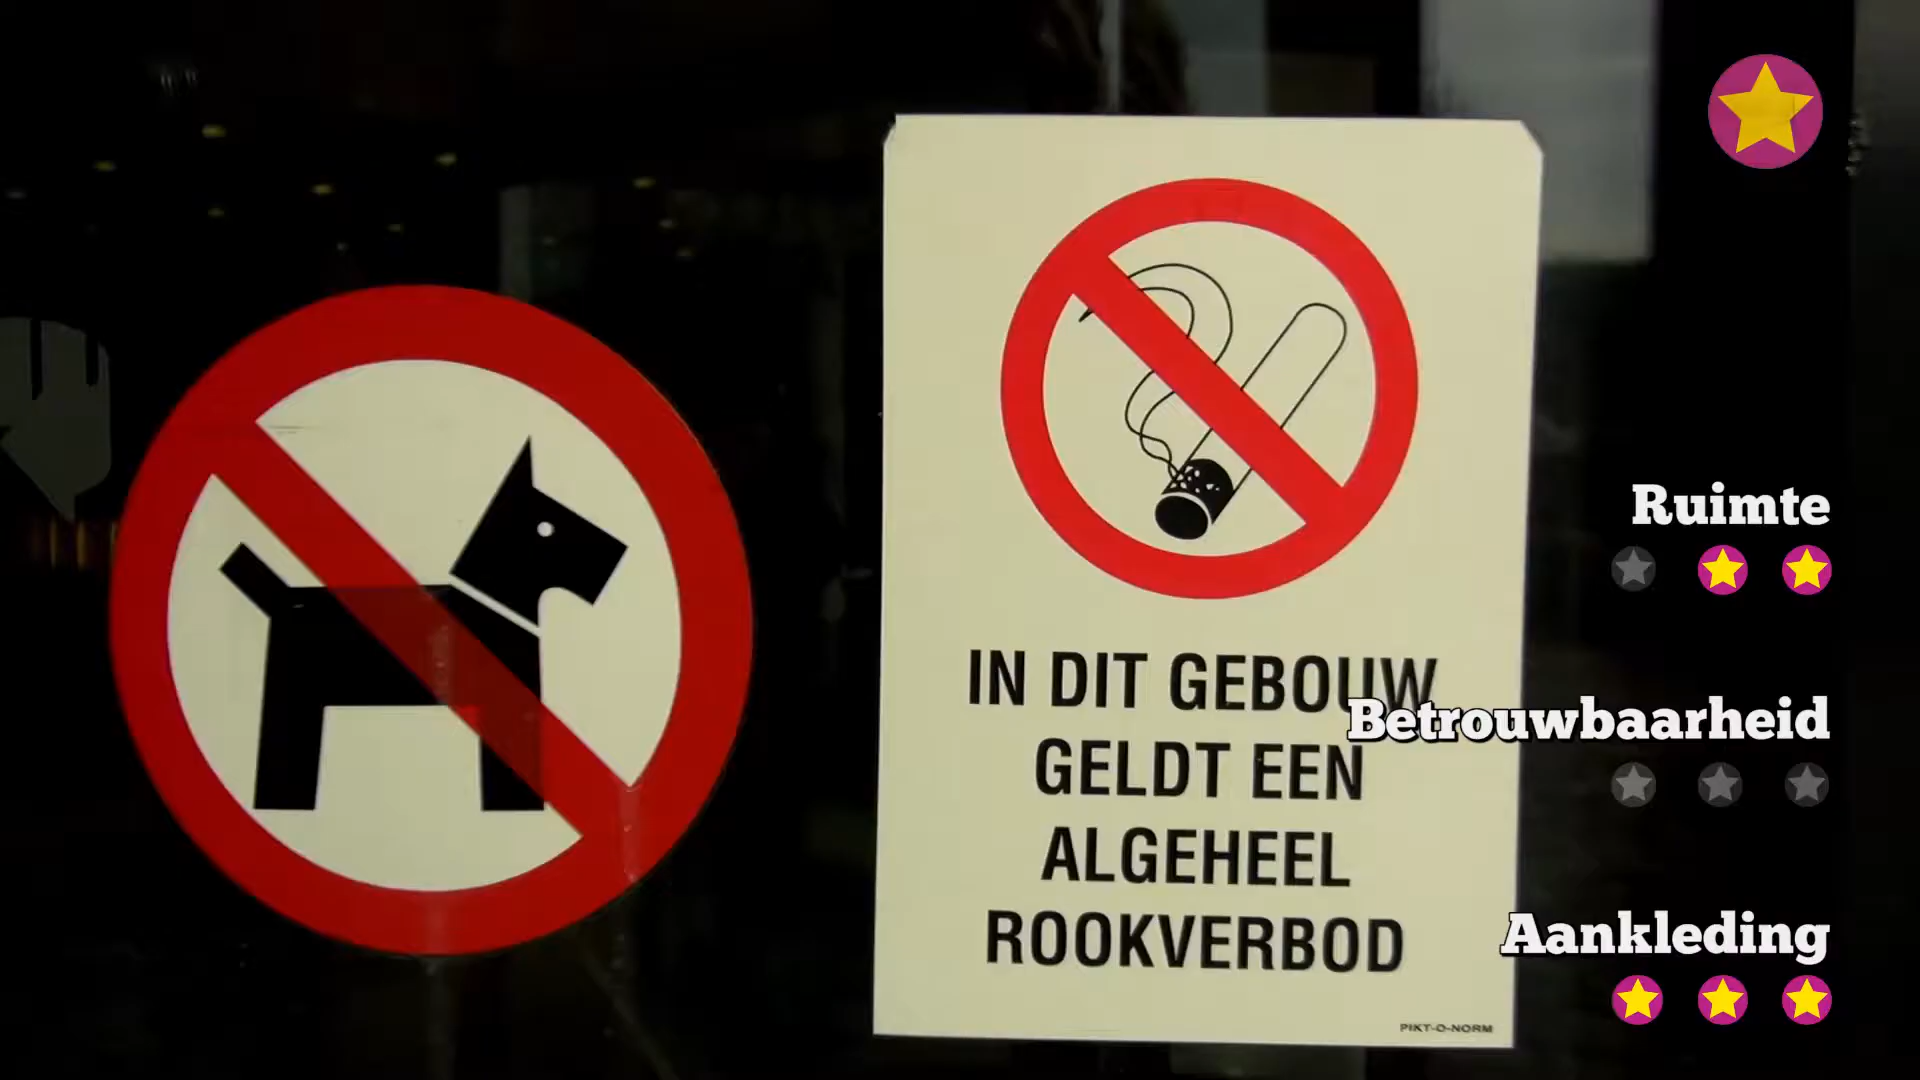 IN DIT GEBOUW
GELDT EEN
ALGEHEEL
ROOKVERBOD
PIKT-O-NORM
Ruimte
Betrouwbaarheid
Aankleding